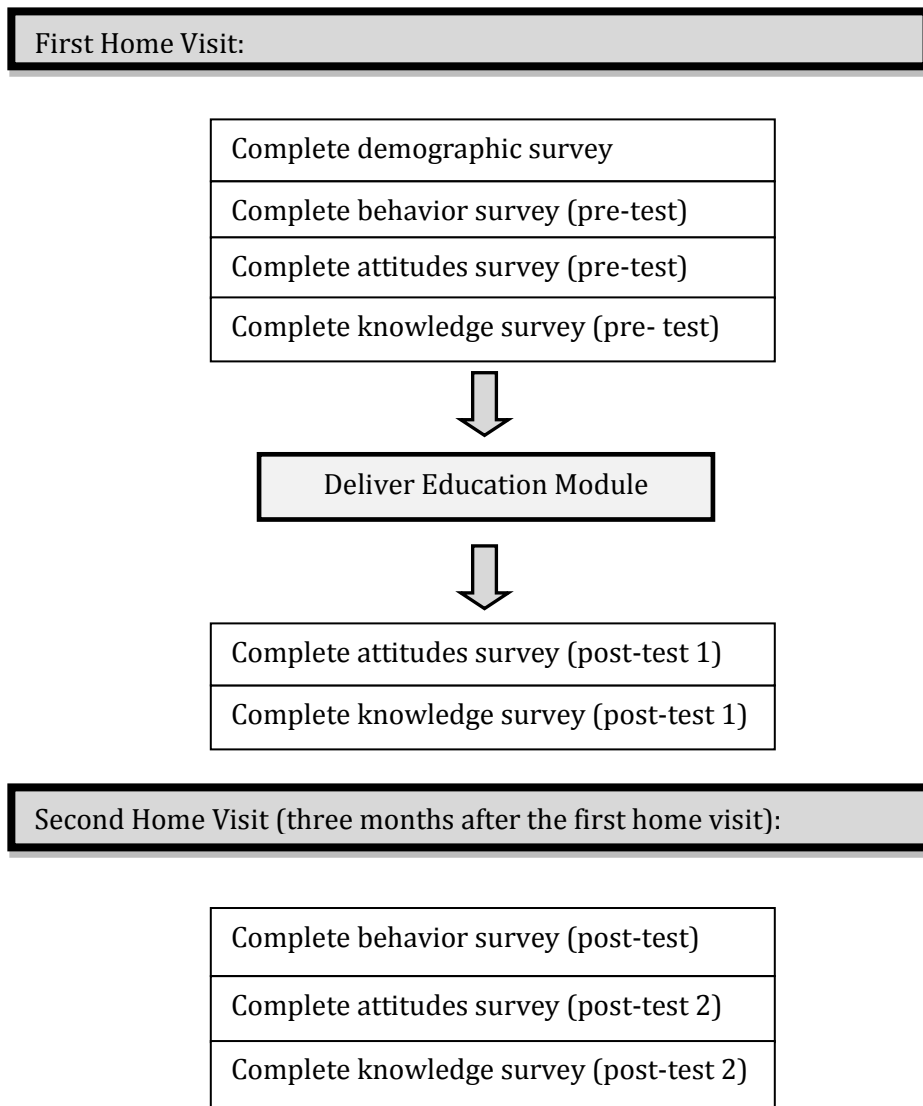 First Home Visit:
Complete demographic survey
Complete behavior survey (pre-test)
Complete attitudes survey (pre-test)
Complete knowledge survey (pre- test)
Deliver Education Module
Complete attitudes survey (post-test 1)
Complete knowledge survey (post-test 1)
Second Home Visit (three months after the first home visit):
Complete behavior survey (post-test)
Complete attitudes survey (post-test 2)
Complete knowledge survey (post-test 2)